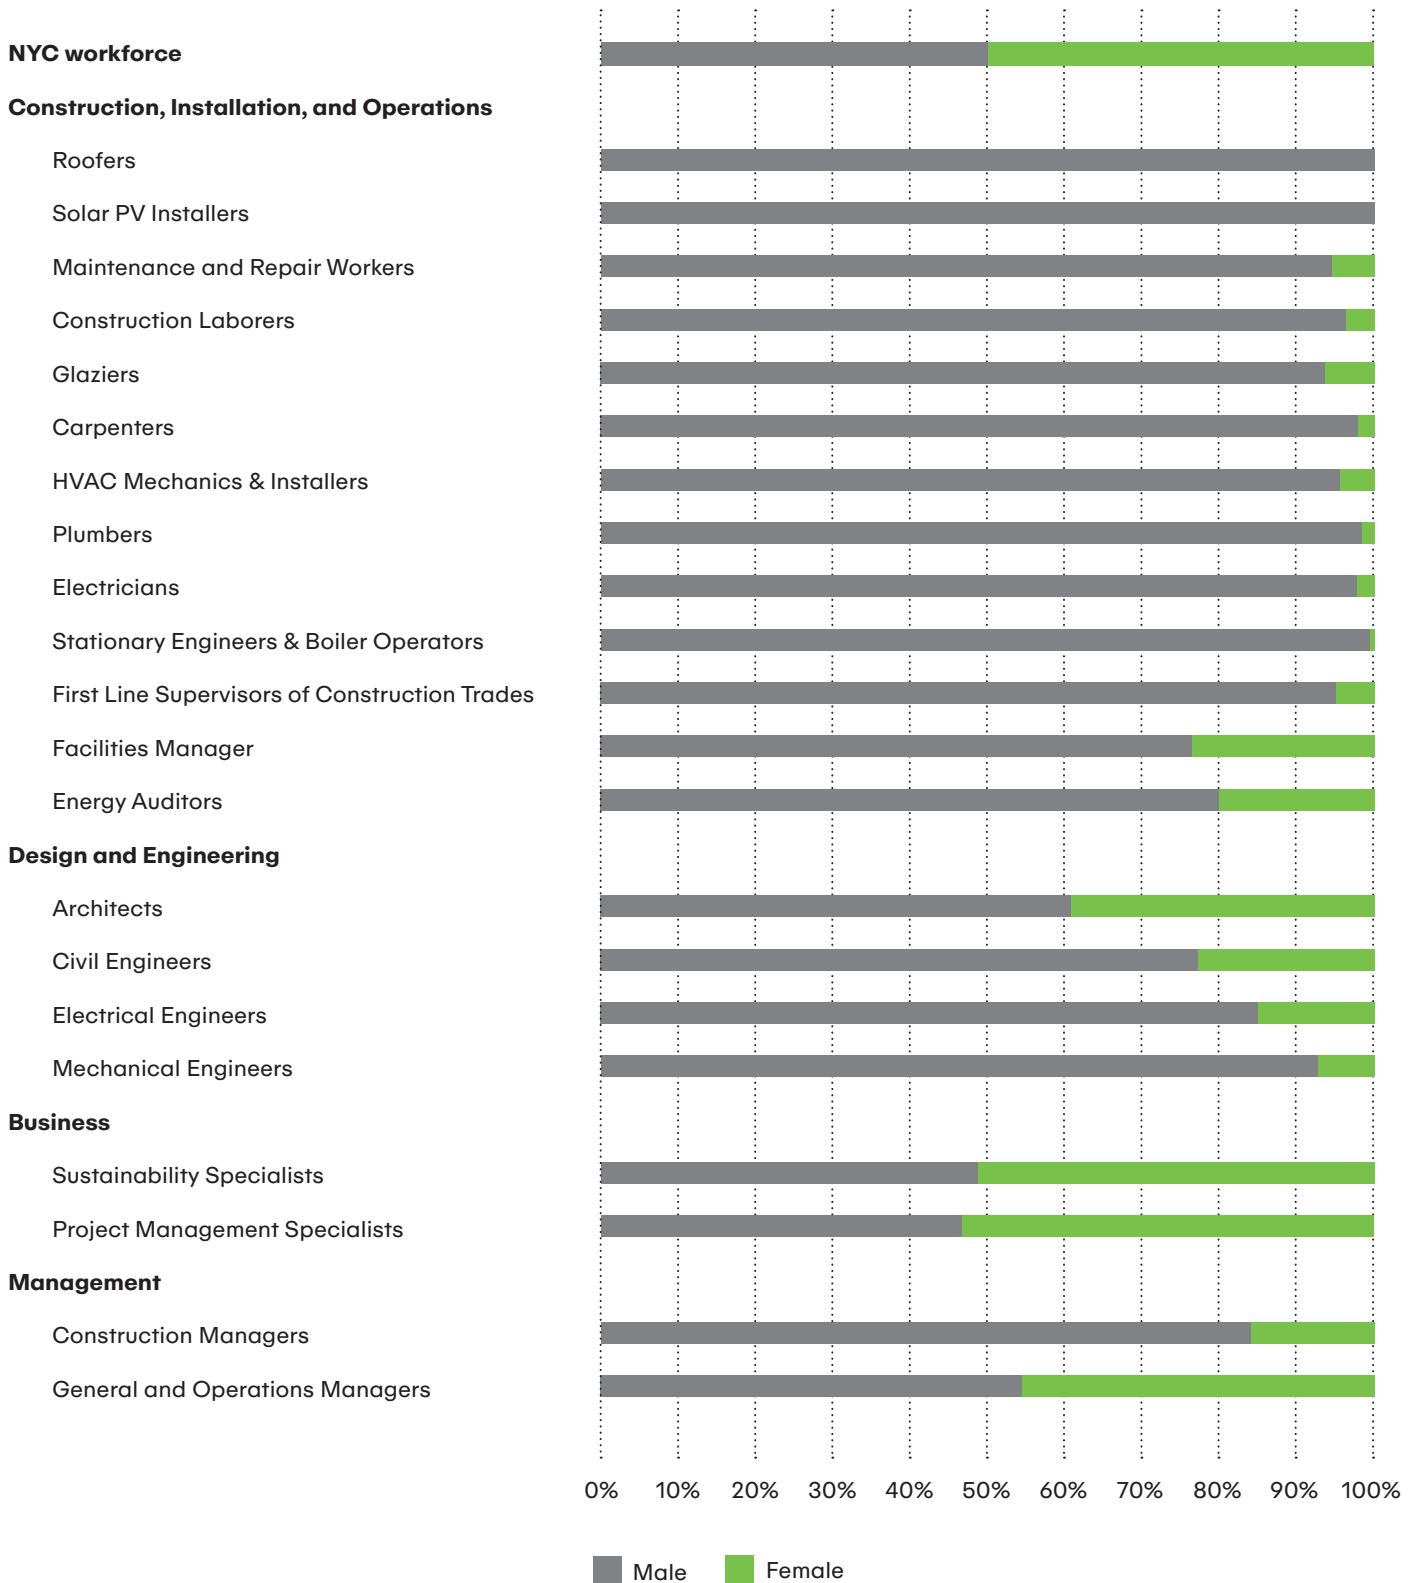 NYC workforce
Construction, Installation, and Operations
Roofers
Solar PV Installers
Maintenance and Repair Workers
Construction Laborers
Glaziers
Carpenters
HVAC Mechanics & Installers
Plumbers
Electricians
Stationary Engineers & Boiler Operators
First Line Supervisors of Construction Trades
Facilities Manager
Energy Auditors
Design and Engineering
Architects
Civil Engineers
Electrical Engineers
Mechanical Engineers
Business
Sustainability Specialists
Project Management Specialists
Management
Construction Managers
General and Operations Managers
0% 10% 20% 30% 40% 50% 60% 70% 80% 90% 100%
Male Female